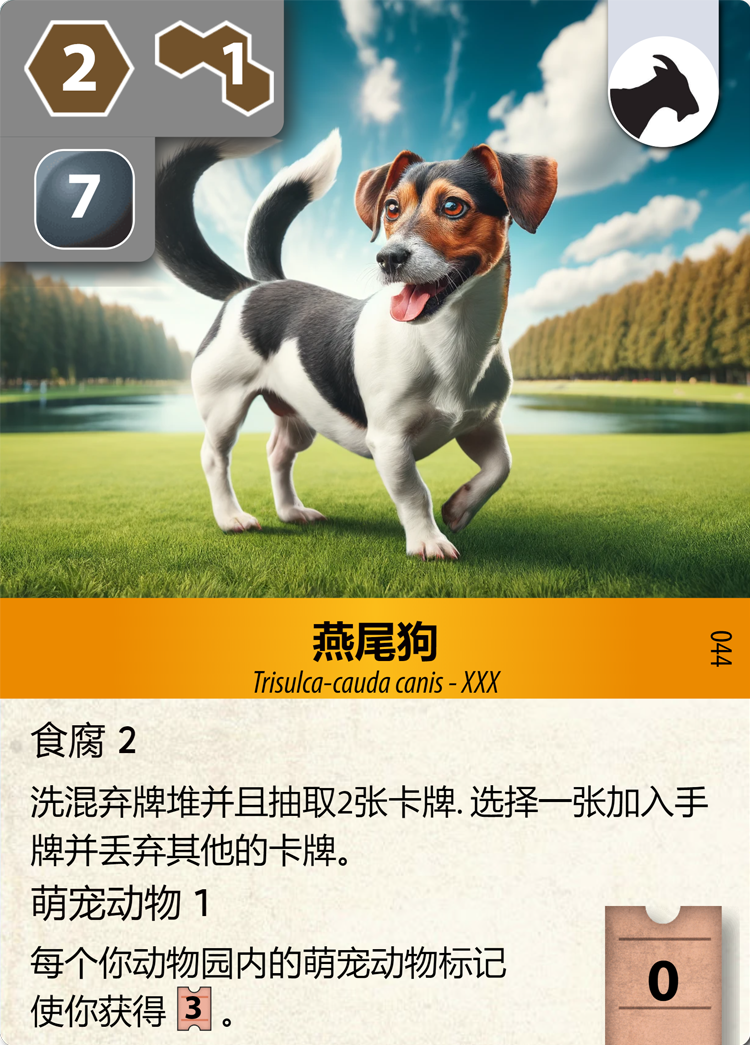 2
1
7
燕尾狗
Trisulca-cauda canis - XXX
044
食腐 2
洗混弃牌堆并且抽取2张卡牌. 选择一张加入手
牌并丢弃其他的卡牌。
萌宠动物 1
每个你动物园内的萌宠动物标记
使你获得 3 。
0